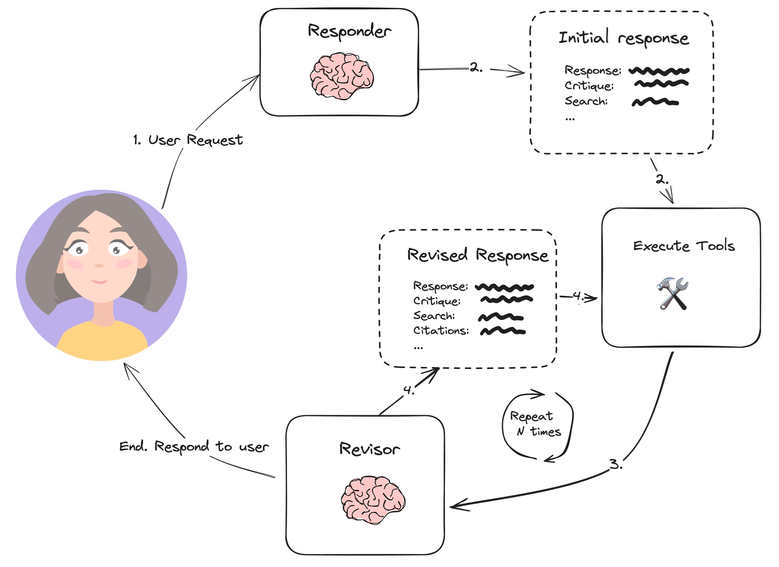 Responder
Initial response
2.
Response:
Critique:
Search:
...
1. User Request
2.
Execute Tools
Revised Response
Response:
Critique:
Search:
Citations:
...
4.
4.
Repeat
N times
End. Respond to user
Revisor
3.